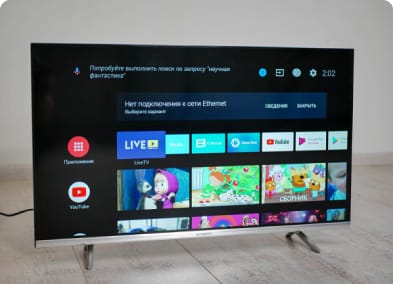 Попробуйте выполнить поиск по запросу "научная
фантастика"
2:02
Нет подключения к сети Ethernet
Выберите вариант
СВЕДЕНИЯ
ЗАКРЫТЬ
LIVE
YouTube
Приложения
LiveTV
YouTube
СБОРНИК